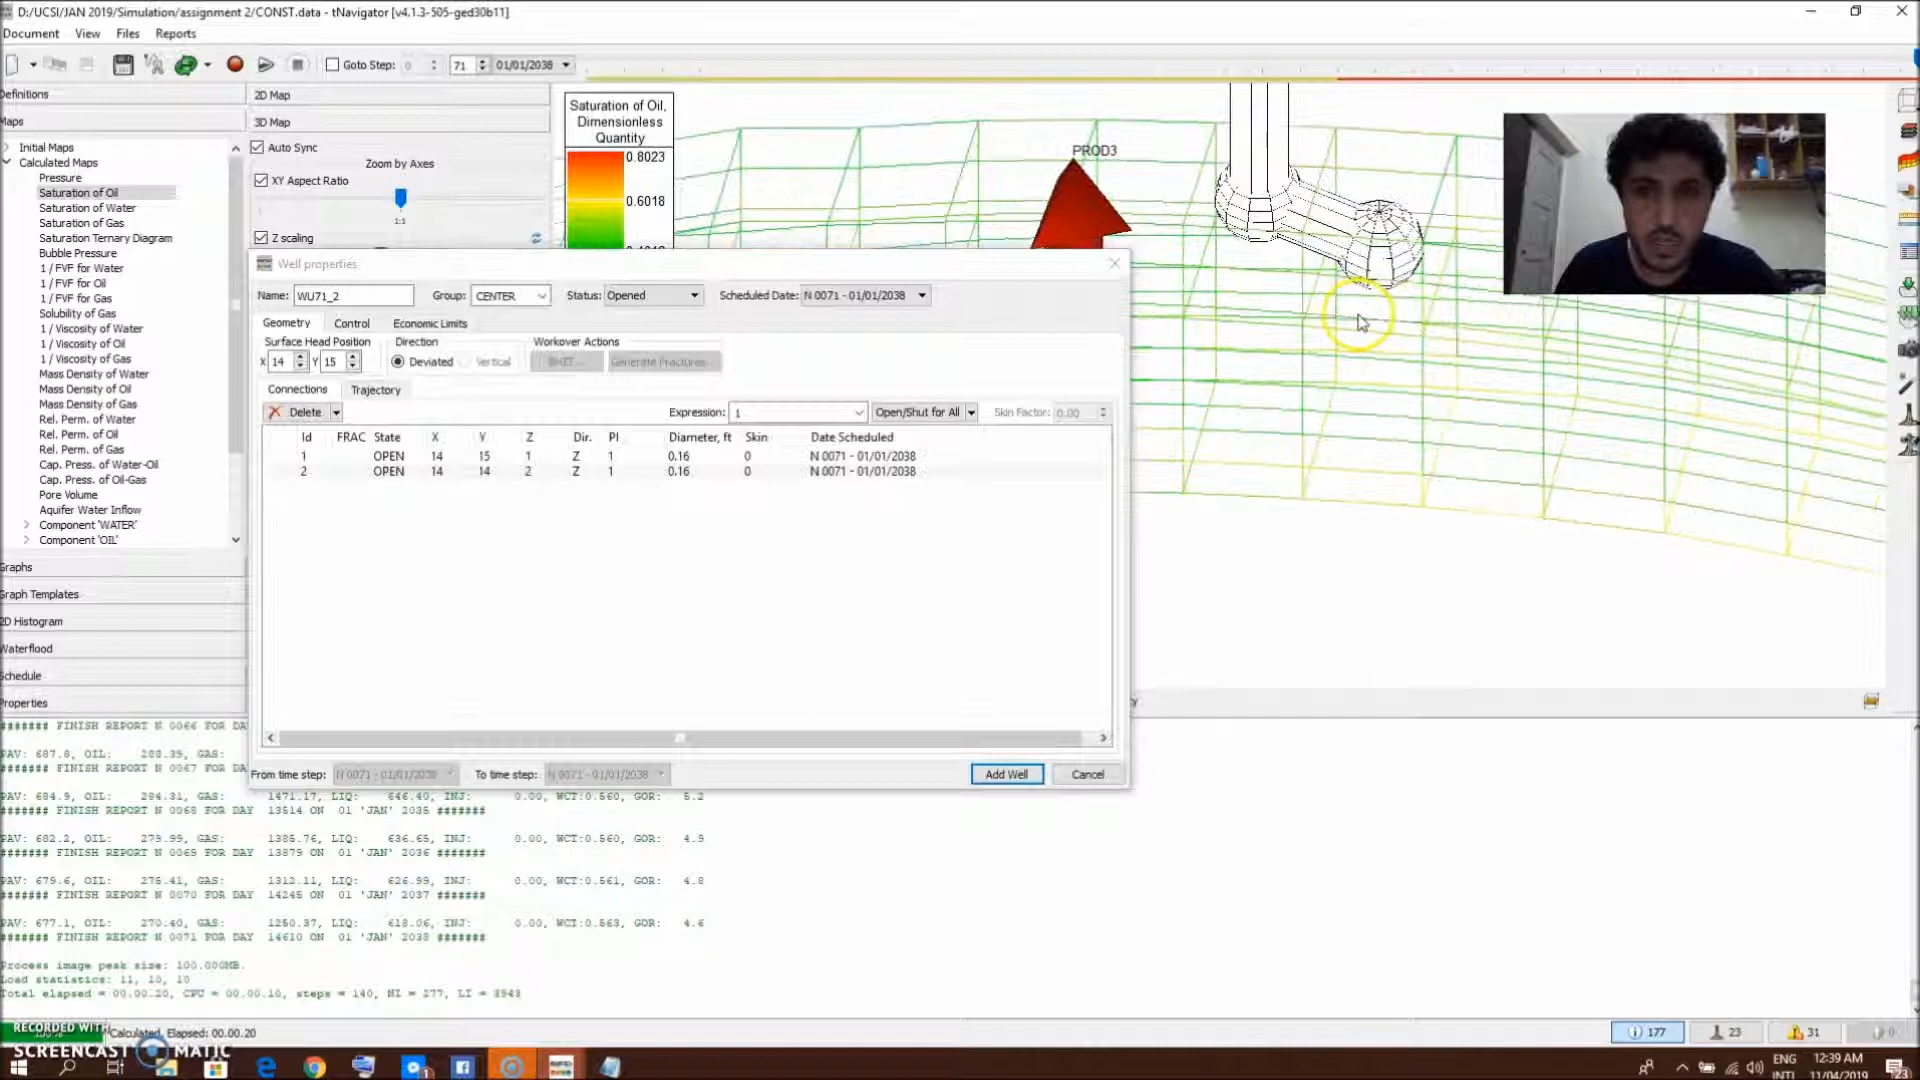 D:/UCSI/JAN 2019/Simulation/assignment 2/CONST.data - tNavigator [v4.1.3-505-ged30b11]
Document View Files Reports
Goto Step: 0 71 01/01/2038
Definitions
Maps
Initial Maps
Calculated Maps
Pressure
Saturation of Oil
Saturation of Water
Saturation of Gas
Saturation Ternary Diagram
Bubble Pressure
1 / FVF for Water
1 / FVF for Oil
1 / FVF for Gas
Solubility of Gas
1 / Viscosity of Water
1 / Viscosity of Oil
1 / Viscosity of Gas
Mass Density of Water
Mass Density of Oil
Mass Density of Gas
Rel. Perm. of Water
Rel. Perm. of Oil
Rel. Perm. of Gas
Cap. Press. of Water-Oil
Cap. Press. of Oil-Gas
Pore Volume
Aquifer Water Inflow
Component 'WATER'
Component 'OIL'
Graphs
Graph Templates
2D Histogram
Waterflood
Schedule
Properties
2D Map
3D Map
Auto Sync
Zoom by Axes
XY Aspect Ratio
1:1
Z scaling
Saturation of Oil,
Dimensionless
Quantity
0.8023
0.6018
PROD3
Well properties
Name: WU71_2 Group: CENTER Status: Opened Scheduled Date: N 0071 - 01/01/2038
Geometry Control Economic Limits
Surface Head Position Direction Workover Actions
X 14 Y 15 Deviated Vertical Generate Fractures...
Connections Trajectory
Delete Expression: 1 Open/Shut for All Skin Factor: 0.00
Id FRAC State X Y Z Dir. PI Diameter, ft Skin Date Scheduled
1 OPEN 14 15 1 Z 1 0.16 0 N 0071 - 01/01/2038
2 OPEN 14 14 2 Z 1 0.16 0 N 0071 - 01/01/2038
From time step: N 0071 - 01/01/2038 To time step: N 0071 - 01/01/2038 Add Well Cancel
####### FINISH REPORT N 0066 FOR DA
PAV: 687.8, OIL: 288.35, GAS:
####### FINISH REPORT N 0067 FOR DA
PAV: 684.9, OIL: 284.31, GAS: 1471.17, LIQ: 646.40, INJ: 0.00, WCT:0.560, GOR: 5.2
####### FINISH REPORT N 0068 FOR DAY 13514 ON 01 'JAN' 2035 #######
PAV: 682.2, OIL: 279.99, GAS: 1385.76, LIQ: 636.65, INJ: 0.00, WCT:0.560, GOR: 4.9
####### FINISH REPORT N 0069 FOR DAY 13879 ON 01 'JAN' 2036 #######
PAV: 679.6, OIL: 275.41, GAS: 1312.11, LIQ: 626.99, INJ: 0.00, WCT:0.561, GOR: 4.8
####### FINISH REPORT N 0070 FOR DAY 14245 ON 01 'JAN' 2037 #######
PAV: 677.1, OIL: 270.40, GAS: 1250.37, LIQ: 618.06, INJ: 0.00, WCT:0.563, GOR: 4.6
####### FINISH REPORT N 0071 FOR DAY 14610 ON 01 'JAN' 2038 #######
Process image peak size: 100.000MB.
Load statistics: 11, 10, 10
Total elapsed = 00.00.20, CPU = 00.00.10, steps = 140, NI = 277, LI = 3943
Calculated, Elapsed: 00.00.20
177 23 31 0
RECORDED WITH
SCREENCAST MATIC
ENG
INTL
12:39 AM
11/04/2019
23